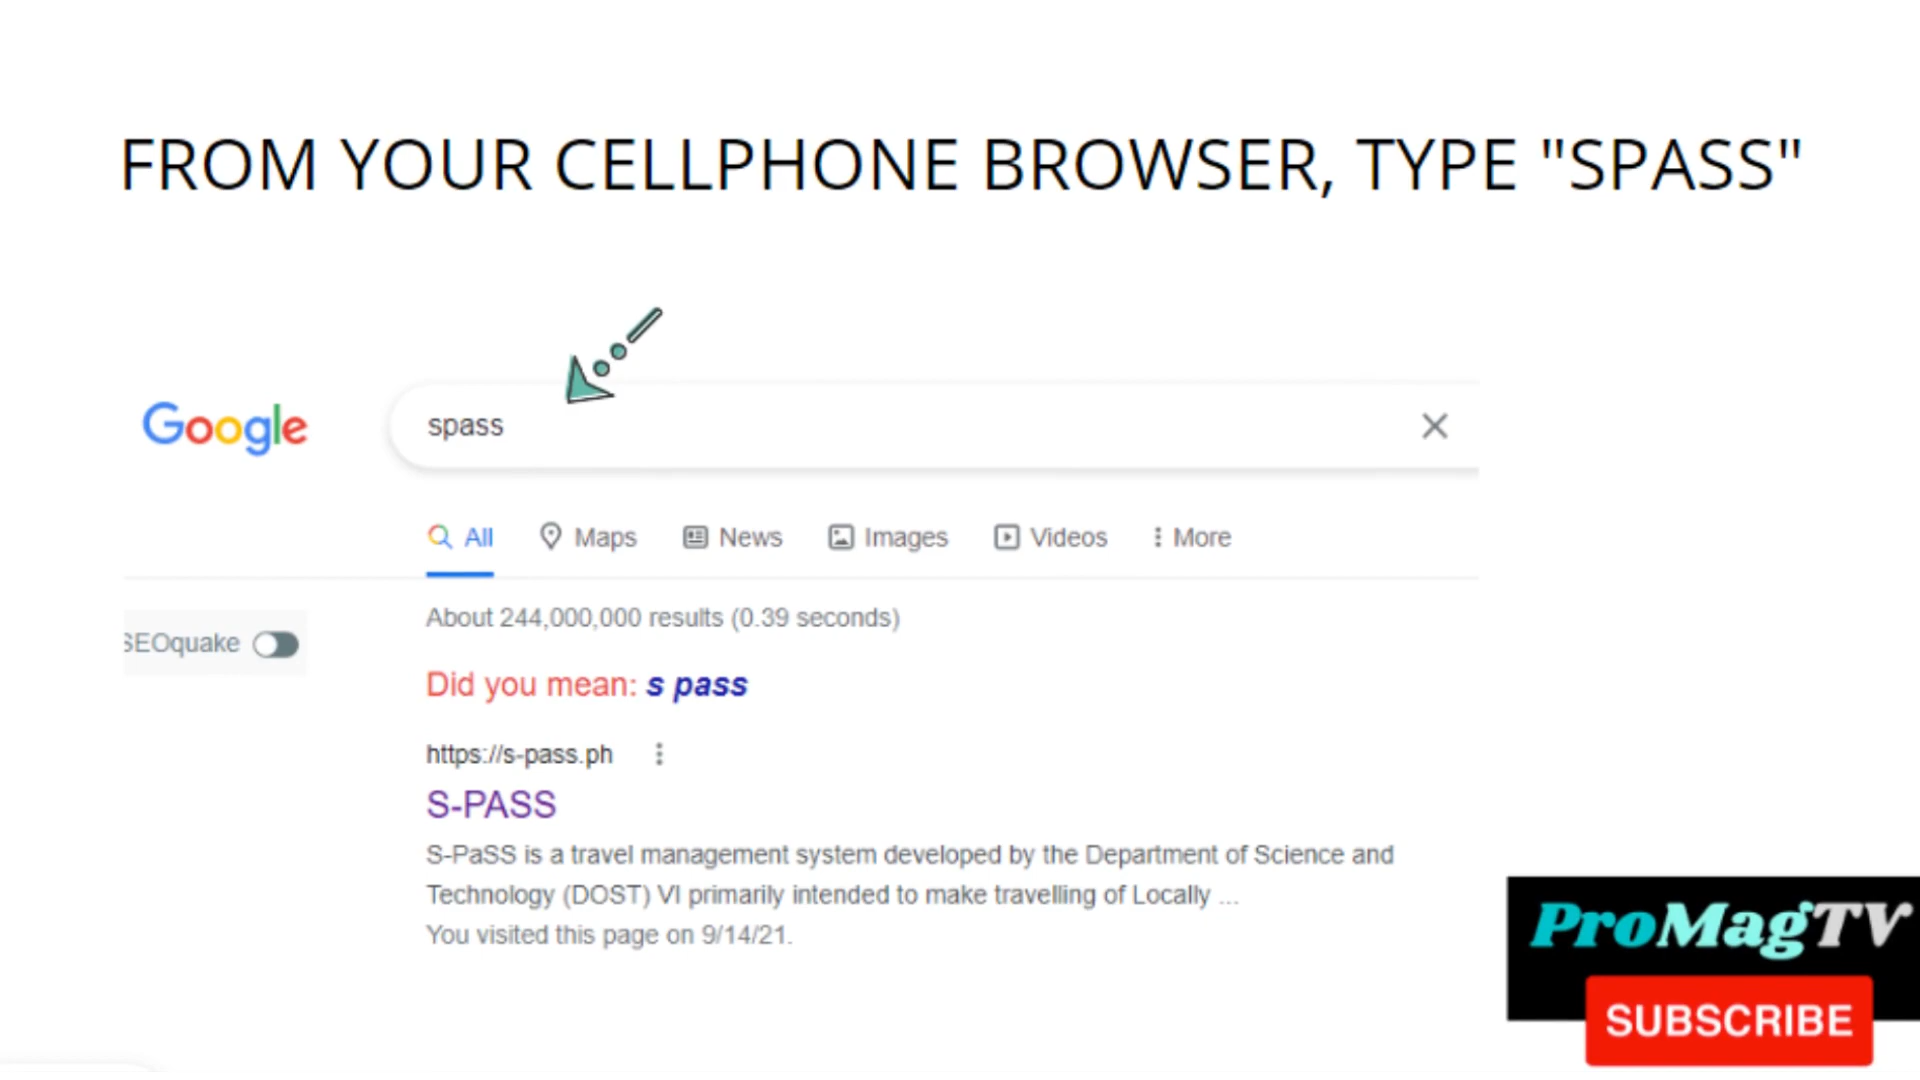 FROM YOUR CELLPHONE BROWSER, TYPE "SPASS"
Google
spass
All Maps News Images Videos More
About 244,000,000 results (0.39 seconds)
SEOquake
Did you mean: s pass
https://s-pass.ph
S-PASS
S-PaSS is a travel management system developed by the Department of Science and
Technology (DOST) VI primarily intended to make travelling of Locally ...
You visited this page on 9/14/21.
ProMagTV
SUBSCRIBE